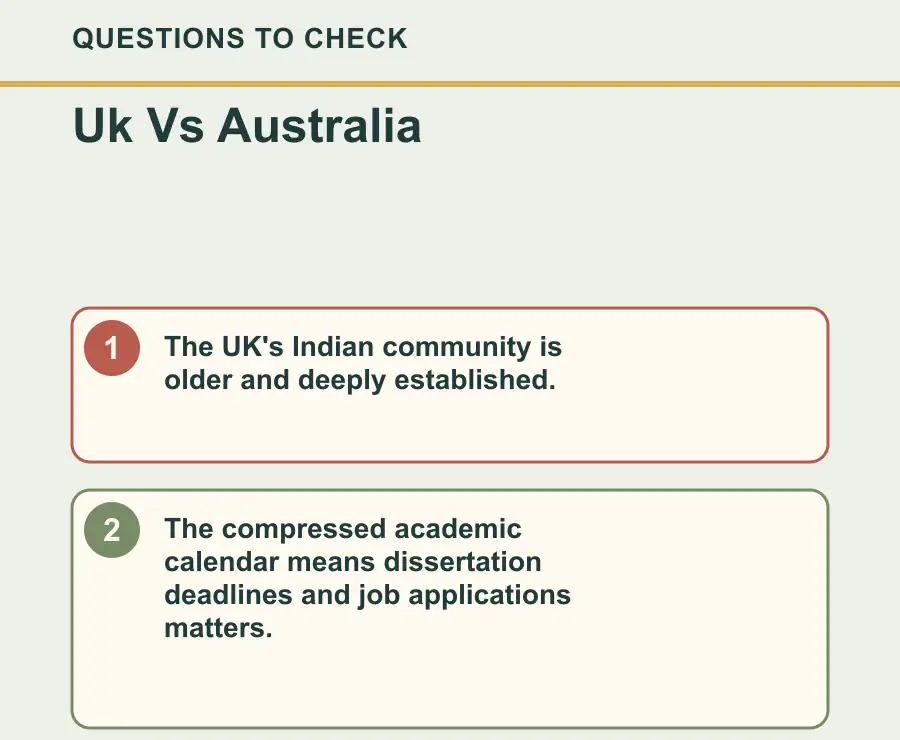 QUESTIONS TO CHECK
Uk Vs Australia
1
The UK's Indian community is
older and deeply established.
2
The compressed academic
calendar means dissertation
deadlines and job applications
matters.